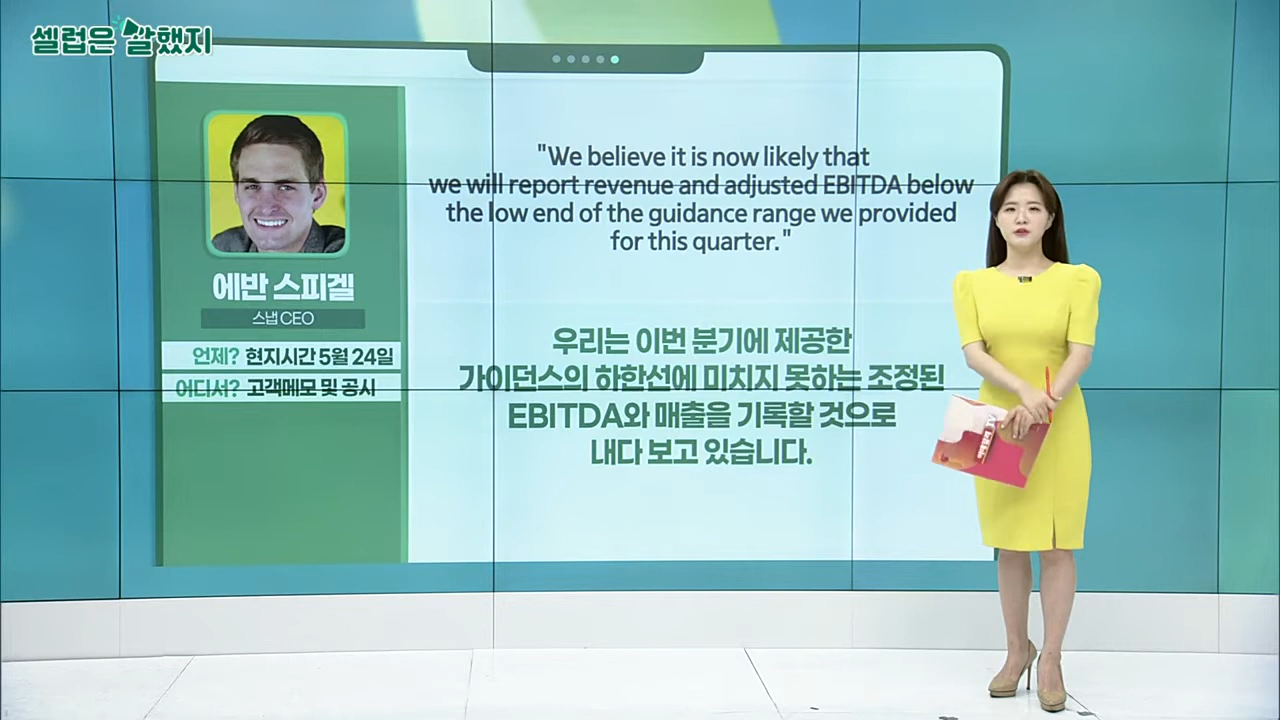 셀럽은 말했지
"We believe it is now likely that
we will report revenue and adjusted EBITDA below
the low end of the guidance range we provided
for this quarter."
에반 스피겔
스냅 CEO
언제? 현지시간 5월 24일
어디서? 고객메모 및 공시
우리는 이번 분기에 제공한
가이던스의 하한선에 미치지 못하는 조정된
EBITDA와 매출을 기록할 것으로
내다 보고 있습니다.